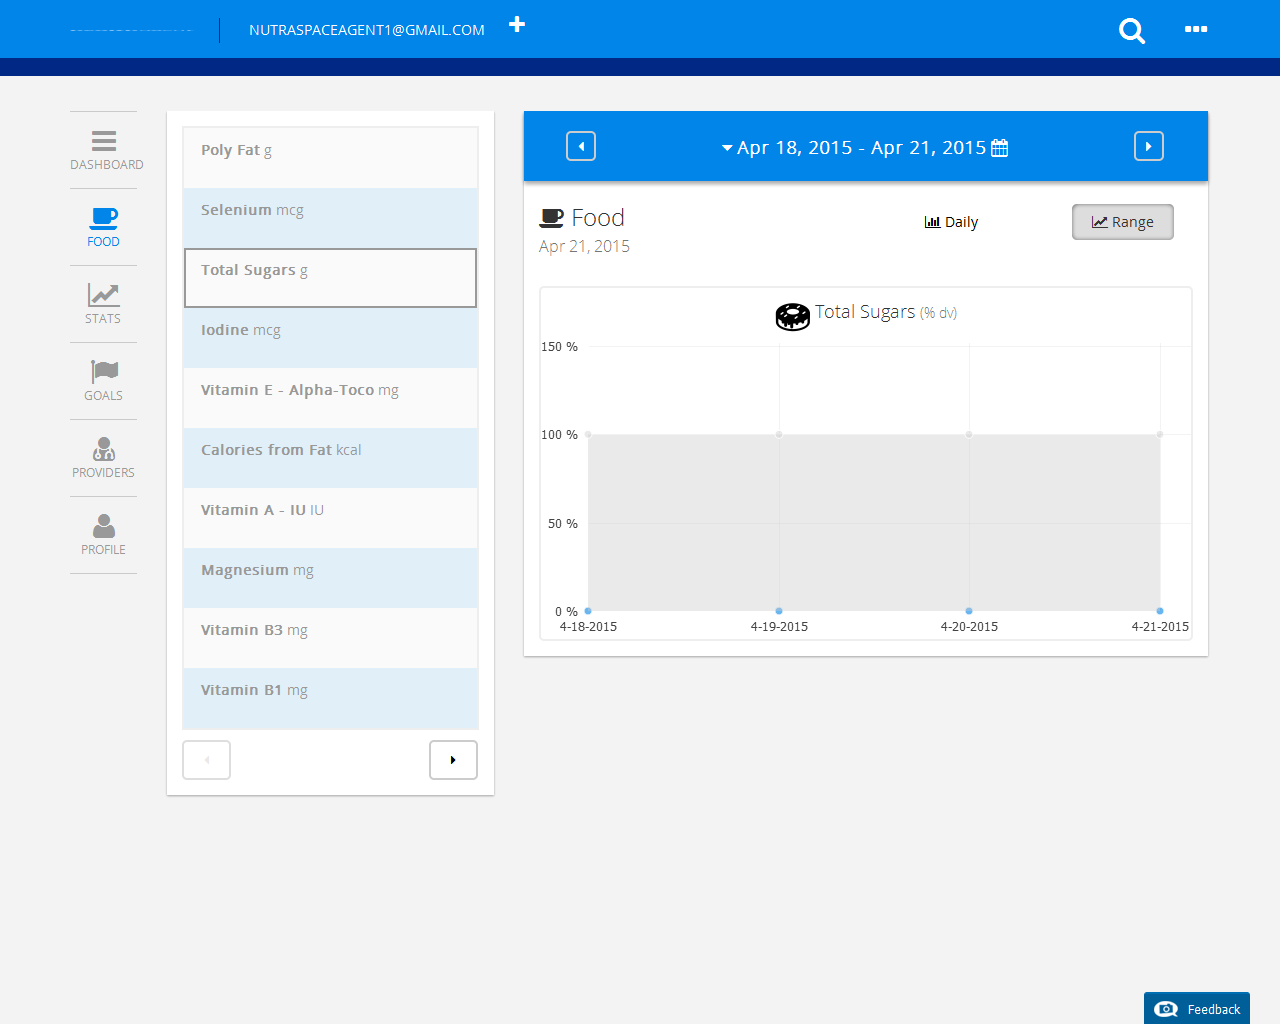 NUTRASPACEAGENT1@GMAIL.COM
DASHBOARD
FOOD
STATS
GOALS
PROVIDERS
PROFILE
Poly Fat g
Selenium mcg
Total Sugars g
Iodine mcg
Vitamin E - Alpha-Toco mg
Calories from Fat kcal
Vitamin A - IU IU
Magnesium mg
Vitamin B3 mg
Vitamin B1 mg
Apr 18, 2015 - Apr 21, 2015
Food
Apr 21, 2015
Daily
Range
Total Sugars (% dv)
150 %
100 %
50 %
0 %
4-18-2015
4-19-2015
4-20-2015
4-21-2015
Feedback